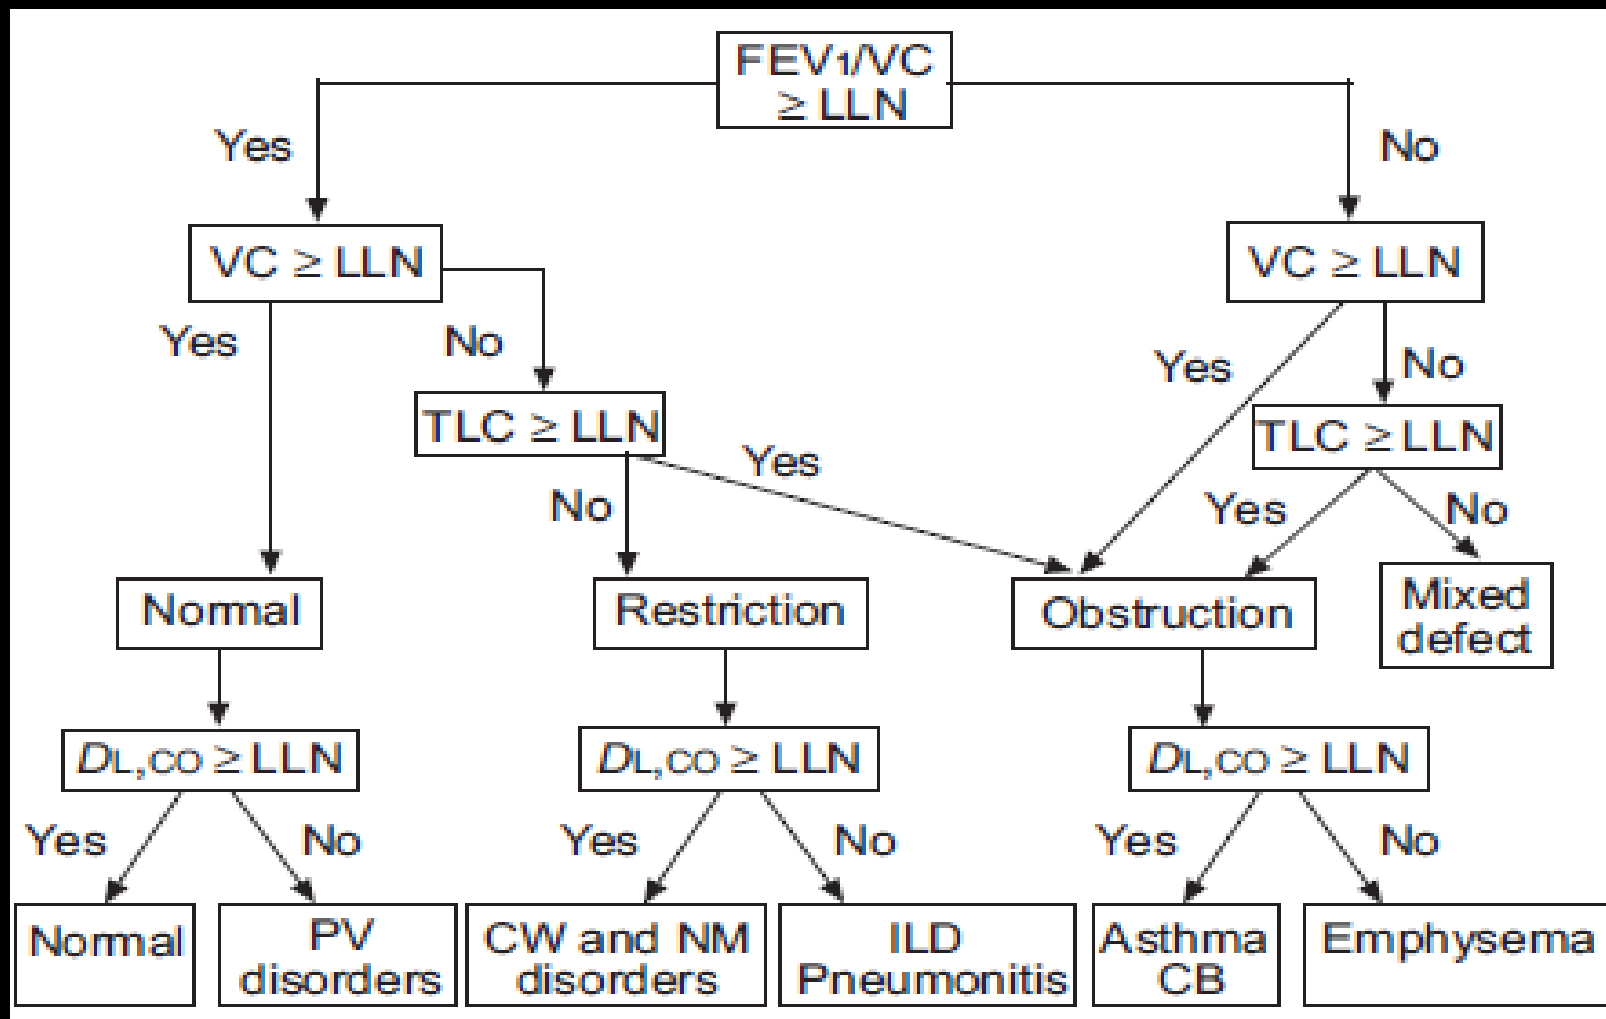 FEV1/VC
≥ LLN
Yes
No
VC ≥ LLN
VC ≥ LLN
Yes
No
Yes
No
TLC ≥ LLN
TLC ≥ LLN
Yes
No
Yes
No
Normal
Restriction
Obstruction
Mixed
defect
DL,CO ≥ LLN
DL,CO ≥ LLN
DL,CO ≥ LLN
Yes
No
Yes
No
Yes
No
Normal
PV
disorders
CW and NM
disorders
ILD
Pneumonitis
Asthma
CB
Emphysema